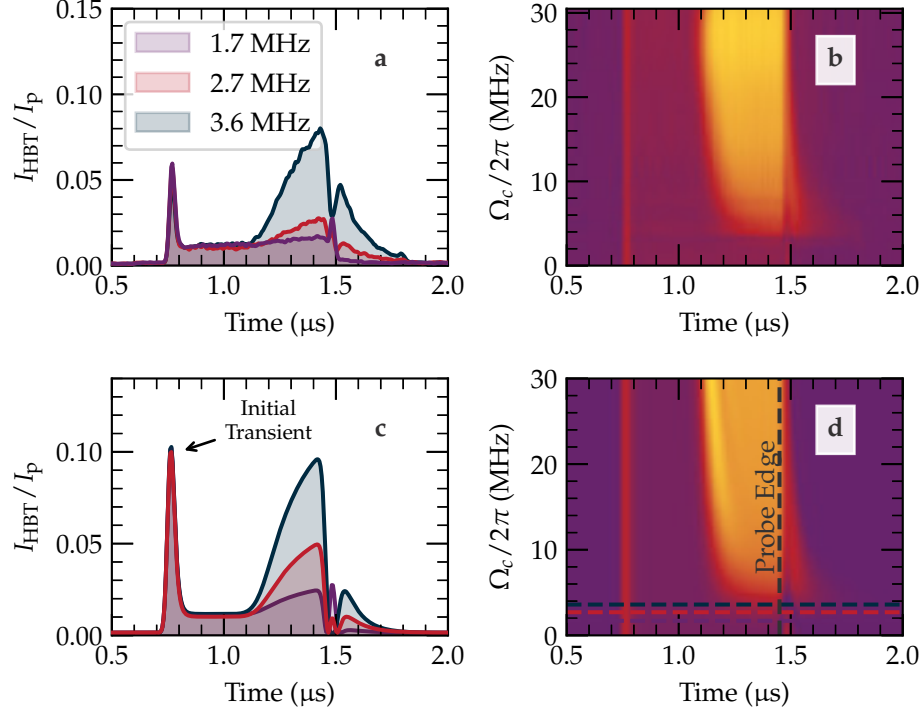 0.15
0.10
0.05
0.00
I_HBT / I_p
1.7 MHz
2.7 MHz
3.6 MHz
a
0.5 1.0 1.5 2.0
Time (μs)
30
20
10
0
Ω_c/2π (MHz)
b
0.5 1.0 1.5 2.0
Time (μs)
0.10
0.05
0.00
I_HBT / I_p
Initial
Transient
c
0.5 1.0 1.5 2.0
Time (μs)
30
20
10
0
Ω_c/2π (MHz)
d
Probe Edge
0.5 1.0 1.5 2.0
Time (μs)